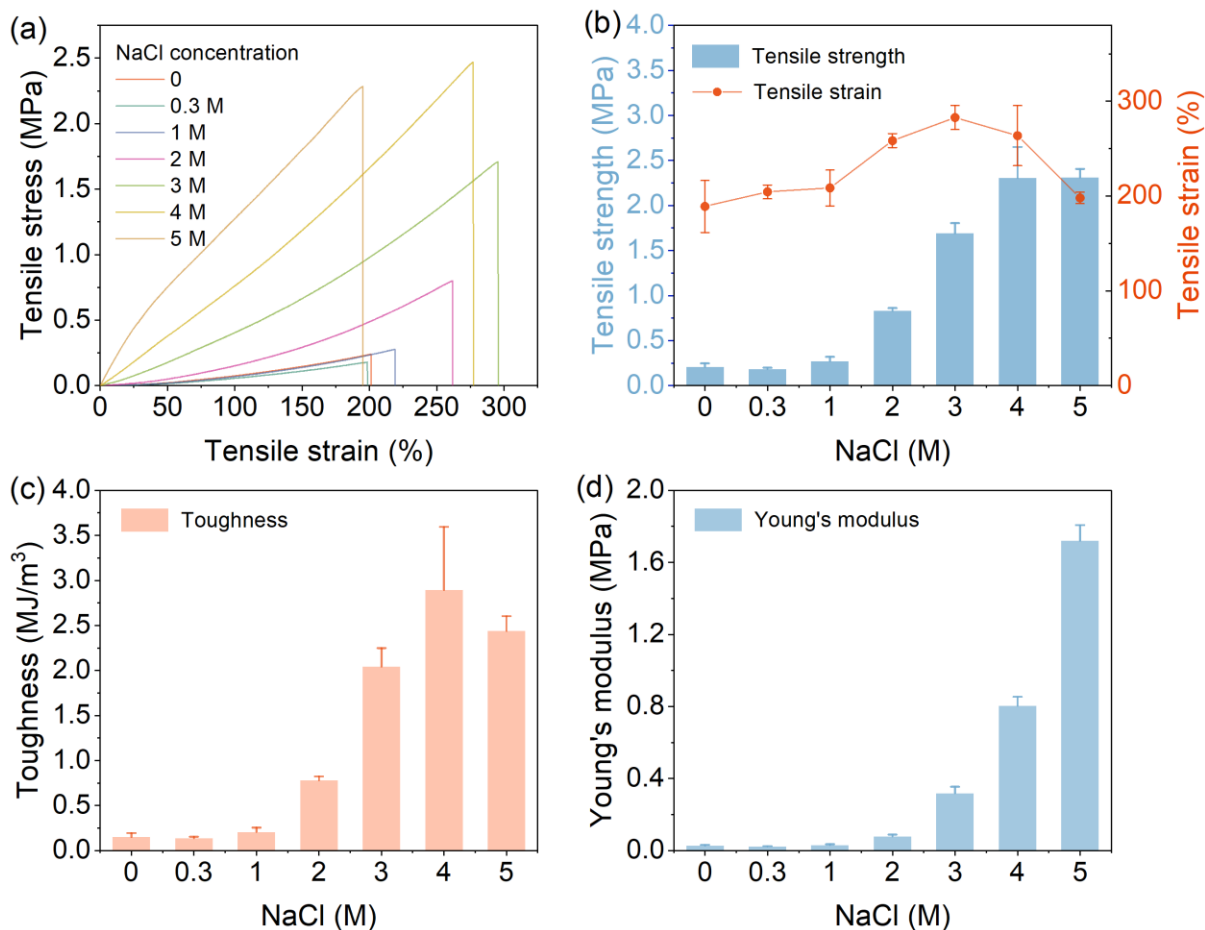 (a)
NaCl concentration
0
0.3 M
1 M
2 M
3 M
4 M
5 M
Tensile stress (MPa)
2.5
2.0
1.5
1.0
0.5
0.0
0 50 100 150 200 250 300
Tensile strain (%)
(b)
Tensile strength
Tensile strain
Tensile strength (MPa)
4.0
3.5
3.0
2.5
2.0
1.5
1.0
0.5
0.0
300
200
100
0
Tensile strain (%)
0 0.3 1 2 3 4 5
NaCl (M)
(c)
Toughness
Toughness (MJ/m³)
4.0
3.5
3.0
2.5
2.0
1.5
1.0
0.5
0.0
0 0.3 1 2 3 4 5
NaCl (M)
(d)
Young's modulus
Young's modulus (MPa)
2.0
1.6
1.2
0.8
0.4
0.0
0 0.3 1 2 3 4 5
NaCl (M)